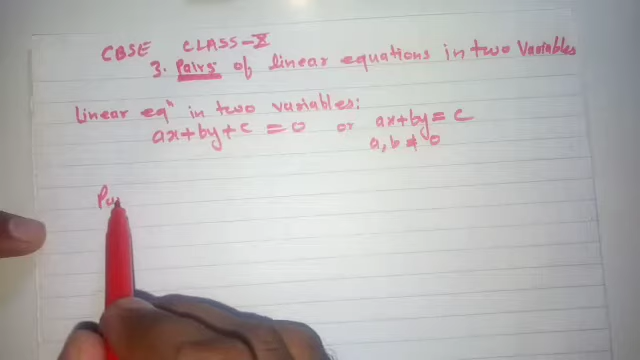 CBSE CLASS-X
3. Pairs of linear equations in two Variables
Linear eqⁿ in two variables:
ax+by+c=0 or ax+by=c
a, b ≠ 0